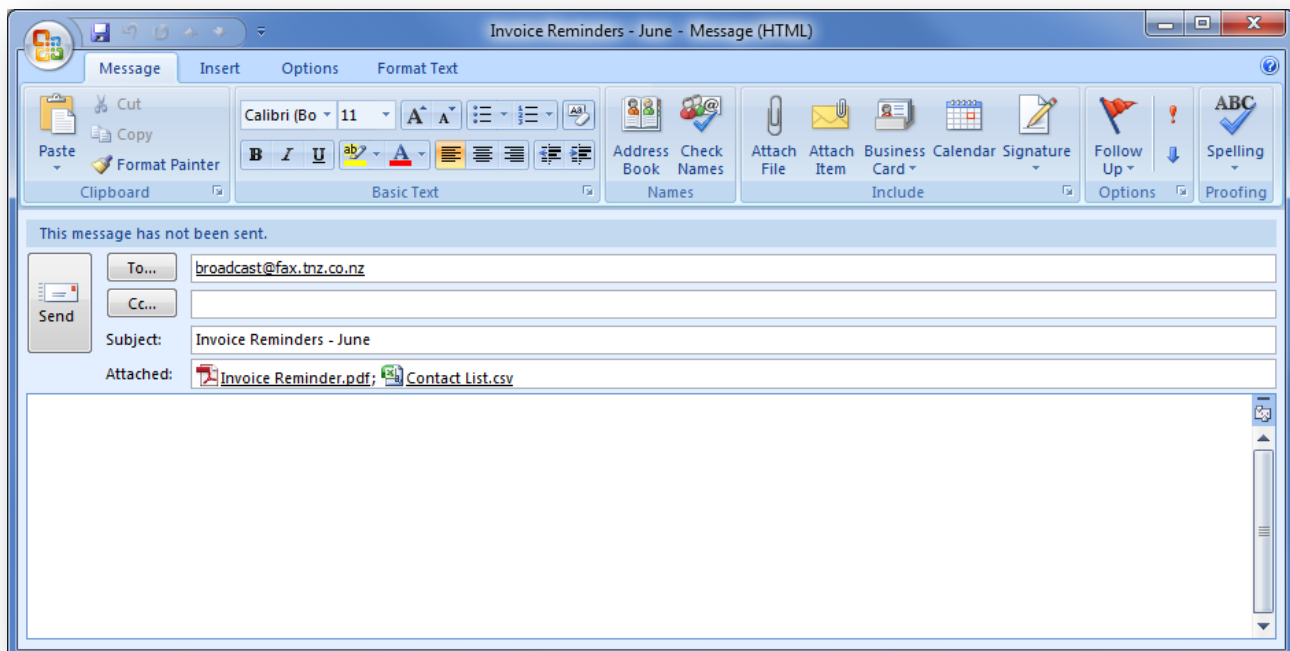 Invoice Reminders - June - Message (HTML)
Message Insert Options Format Text
Paste
Cut
Copy
Format Painter
Clipboard
Calibri (Bo 11
B I U ab A
Basic Text
Address Book
Check Names
Names
Attach File
Attach Item
Business Card
Calendar
Signature
Include
Follow Up
Options
ABC
Spelling
Proofing
This message has not been sent.
Send
To... broadcast@fax.tnz.co.nz
Cc...
Subject: Invoice Reminders - June
Attached: Invoice Reminder.pdf; Contact List.csv